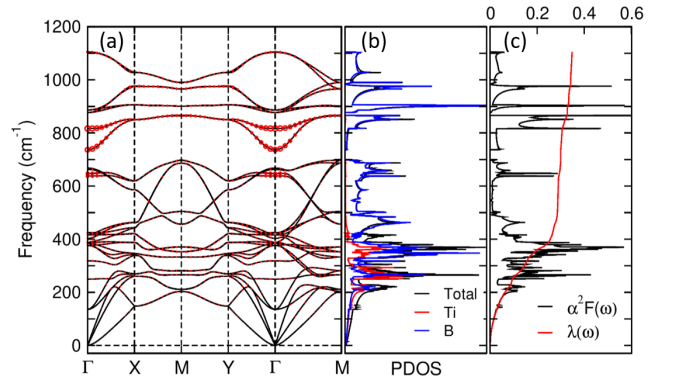 0 0.2 0.4 0.6
1200 (a) (b) (c)
1000
800
600
400
200
0
Frequency (cm⁻¹)
Total
Ti
B
α²F(ω)
λ(ω)
Γ X M Y Γ M PDOS